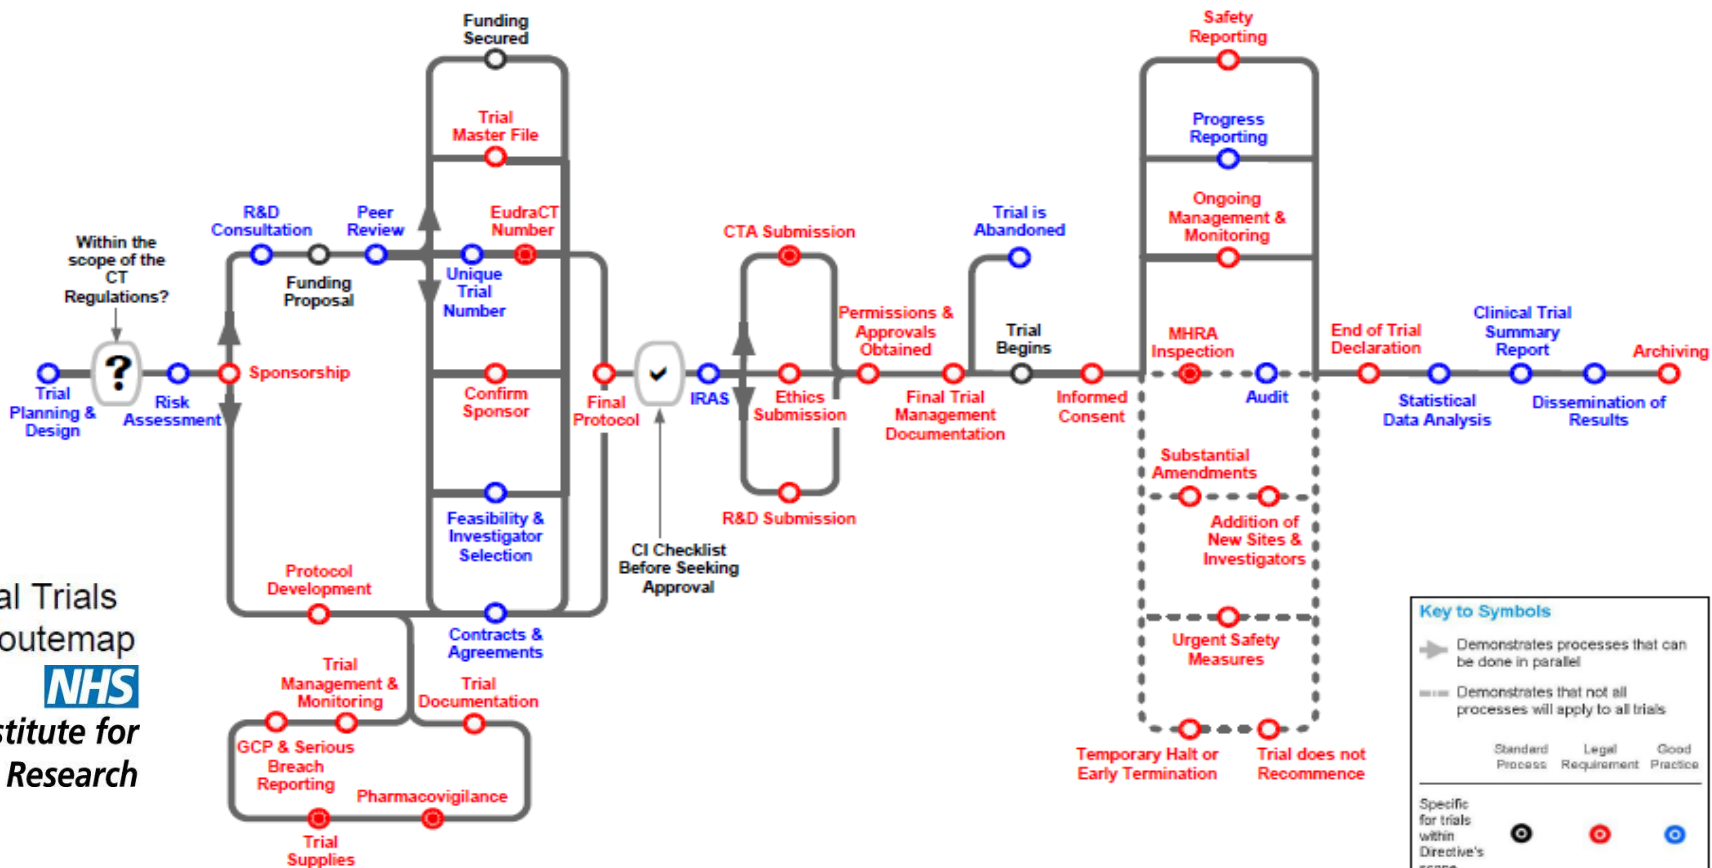 Funding
Secured
Safety
Reporting
Trial
Master File
Progress
Reporting
R&D
Consultation
Peer
Review
EudraCT
Number
Ongoing
Management &
Monitoring
Trial is
Abandoned
CTA Submission
Within the
scope of the
CT
Regulations?
Funding
Proposal
Unique
Trial
Number
Permissions &
Approvals
Obtained
Trial
Begins
MHRA
Inspection
End of Trial
Declaration
Clinical Trial
Summary
Report
Archiving
?
Sponsorship
Trial
Planning &
Design
Risk
Assessment
Confirm
Sponsor
Final
Protocol
IRAS
Ethics
Submission
Final Trial
Management
Documentation
Informed
Consent
Audit
Statistical
Data Analysis
Dissemination of
Results
Substantial
Amendments
Feasibility &
Investigator
Selection
R&D Submission
Addition of
New Sites &
Investigators
CI Checklist
Before Seeking
Approval
Protocol
Development
al Trials
outemap
NHS
stitute for
Research
Contracts &
Agreements
Urgent Safety
Measures
Trial
Management &
Monitoring
Trial
Documentation
GCP & Serious
Breach
Reporting
Pharmacovigilance
Trial
Supplies
Temporary Halt or
Early Termination
Trial does not
Recommence
Key to Symbols
Demonstrates processes that can
be done in parallel
Demonstrates that not all
processes will apply to all trials
Standard
Process
Legal
Requirement
Good
Practice
Specific
for trials
within
Directive's